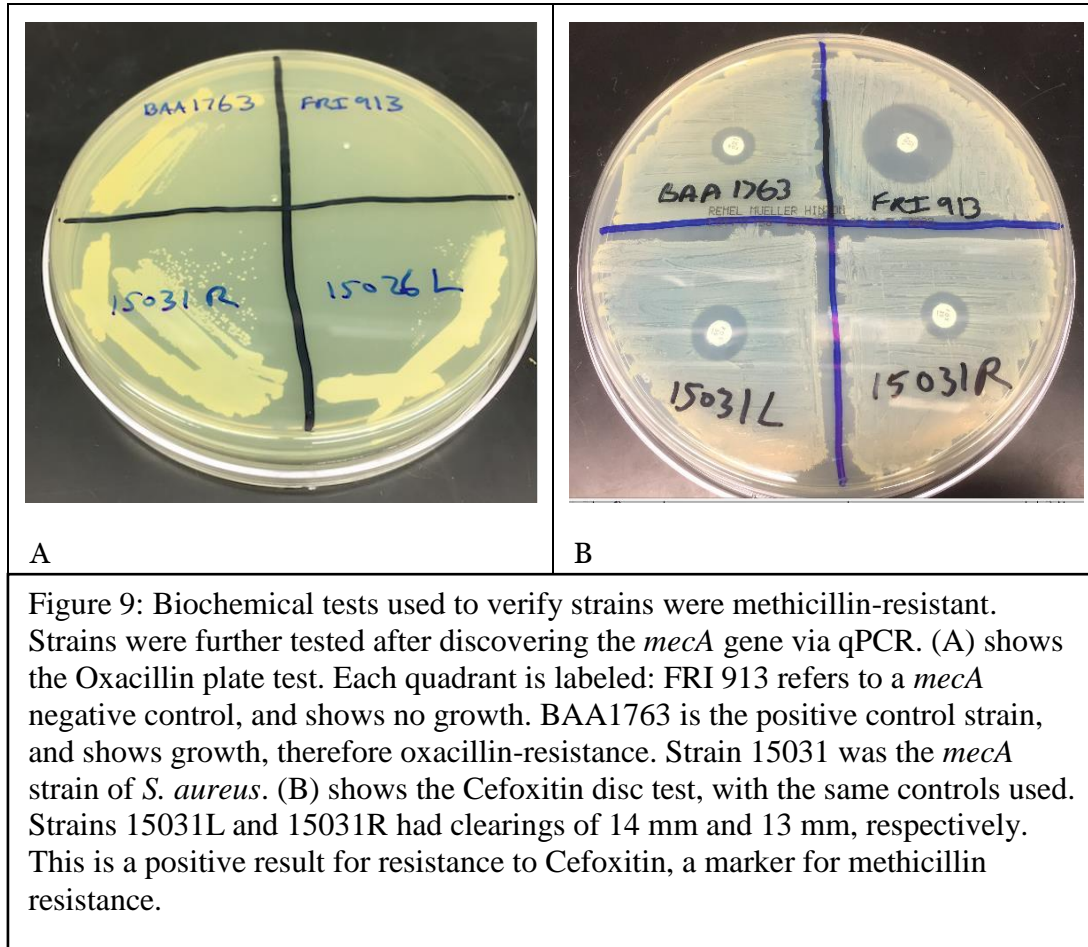 BAA1763 FRI913
15031 R 15026 L
A
BAA 1763
REMEL MUELLER HINTON
FRI 913
15031L
15031R
B
Figure 9: Biochemical tests used to verify strains were methicillin-resistant.
Strains were further tested after discovering the mecA gene via qPCR. (A) shows
the Oxacillin plate test. Each quadrant is labeled: FRI 913 refers to a mecA
negative control, and shows no growth. BAA1763 is the positive control strain,
and shows growth, therefore oxacillin-resistance. Strain 15031 was the mecA
strain of S. aureus. (B) shows the Cefoxitin disc test, with the same controls used.
Strains 15031L and 15031R had clearings of 14 mm and 13 mm, respectively.
This is a positive result for resistance to Cefoxitin, a marker for methicillin
resistance.